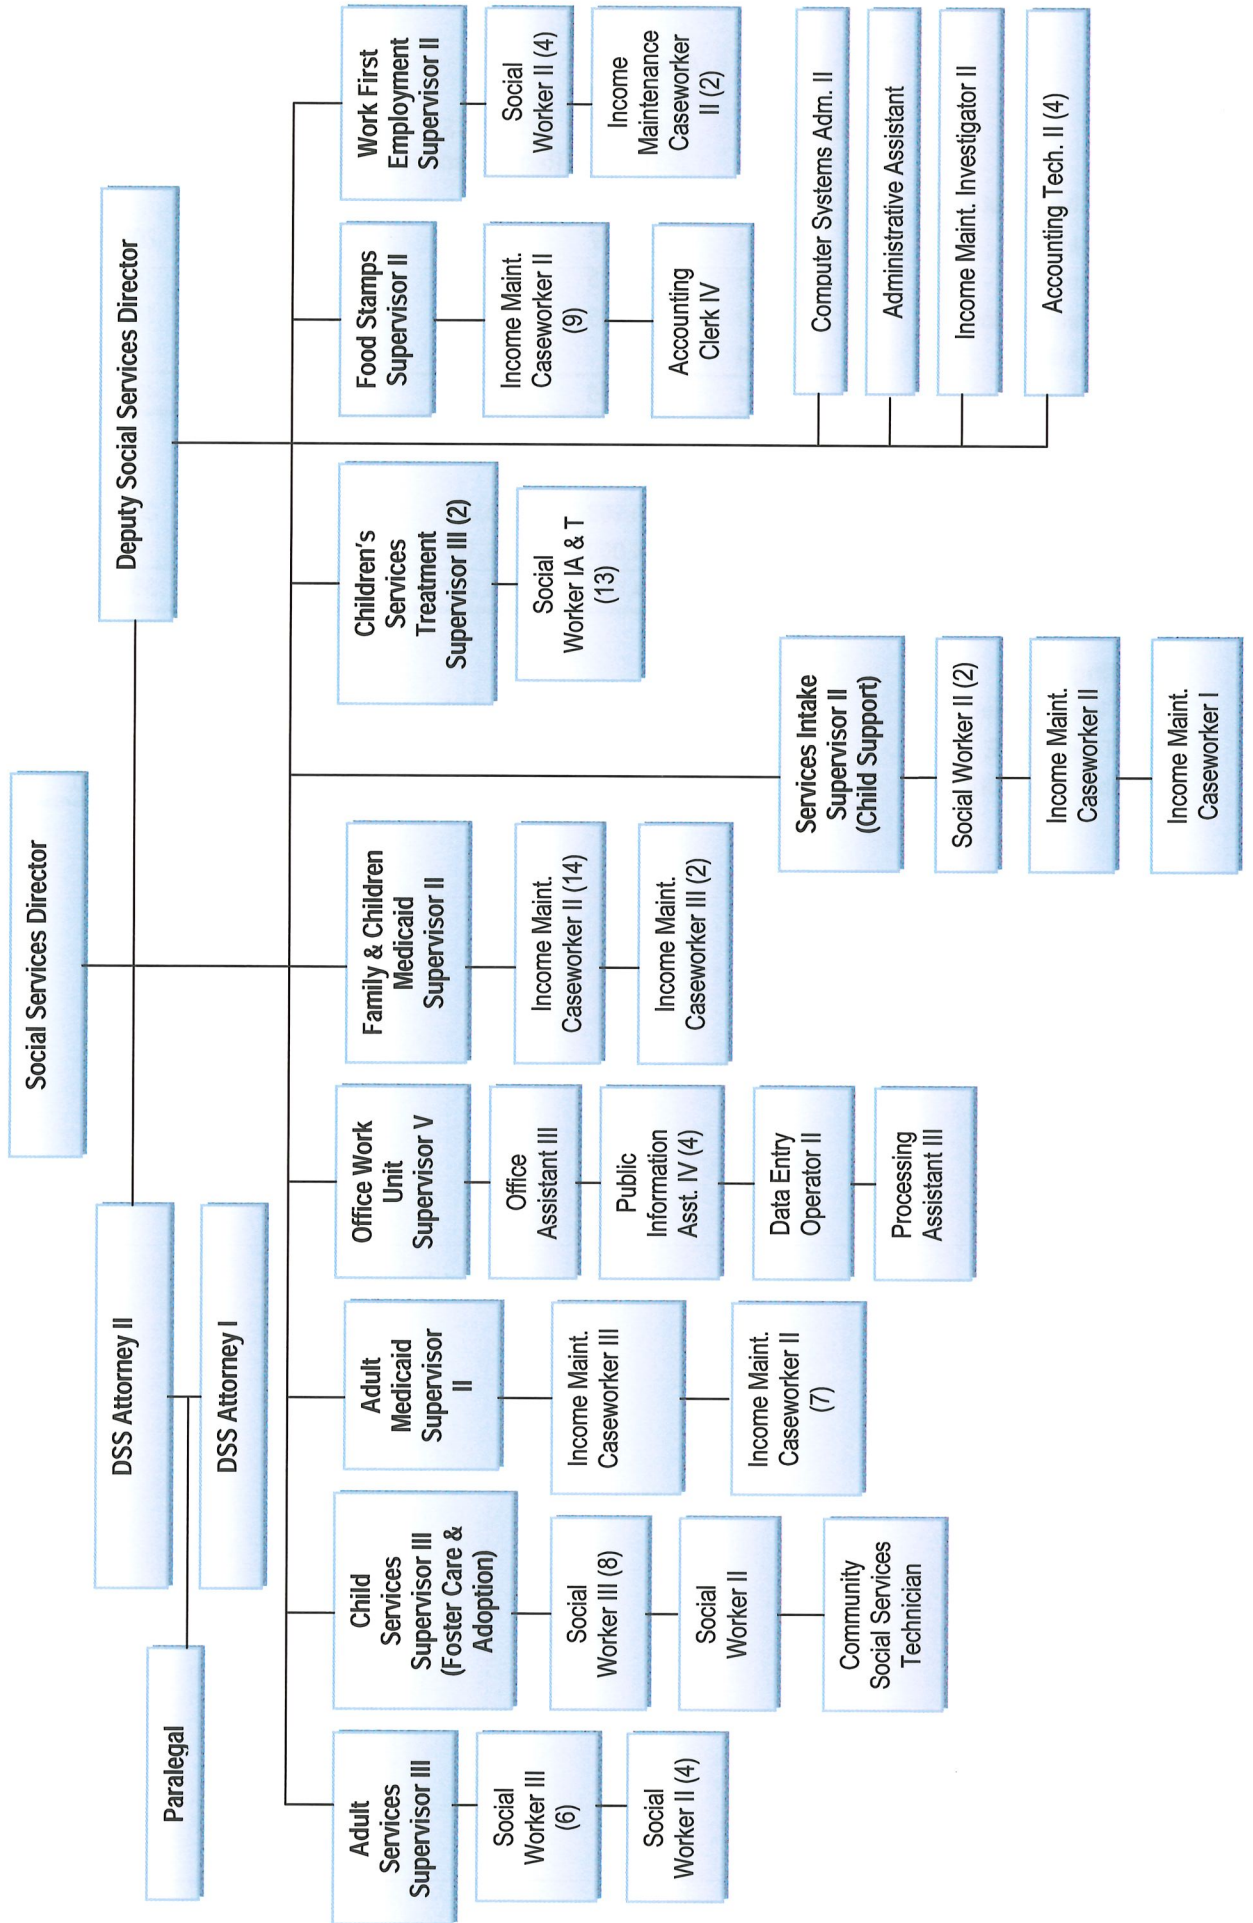 Social Services Director
DSS Attorney II
Deputy Social Services Director
Paralegal
DSS Attorney I
Adult
Services
Supervisor III
Social
Worker III
(6)
Social
Worker II (4)
Child
Services
Supervisor III
(Foster Care &
Adoption)
Social
Worker III (8)
Social
Worker II
Community
Social Services
Technician
Adult
Medicaid
Supervisor
II
Income Maint.
Caseworker III
Income Maint.
Caseworker II
(7)
Office Work
Unit
Supervisor V
Office
Assistant III
Public
Information
Asst. IV (4)
Data Entry
Operator II
Processing
Assistant III
Family & Children
Medicaid
Supervisor II
Income Maint.
Caseworker II (14)
Income Maint.
Caseworker III (2)
Services Intake
Supervisor II
(Child Support)
Social Worker II (2)
Income Maint.
Caseworker II
Income Maint.
Caseworker I
Children's
Services
Treatment
Supervisor III (2)
Social
Worker IA & T
(13)
Food Stamps
Supervisor II
Income Maint.
Caseworker II
(9)
Accounting
Clerk IV
Work First
Employment
Supervisor II
Social
Worker II (4)
Income
Maintenance
Caseworker
II (2)
Computer Systems Adm. II
Administrative Assistant
Income Maint. Investigator II
Accounting Tech. II (4)